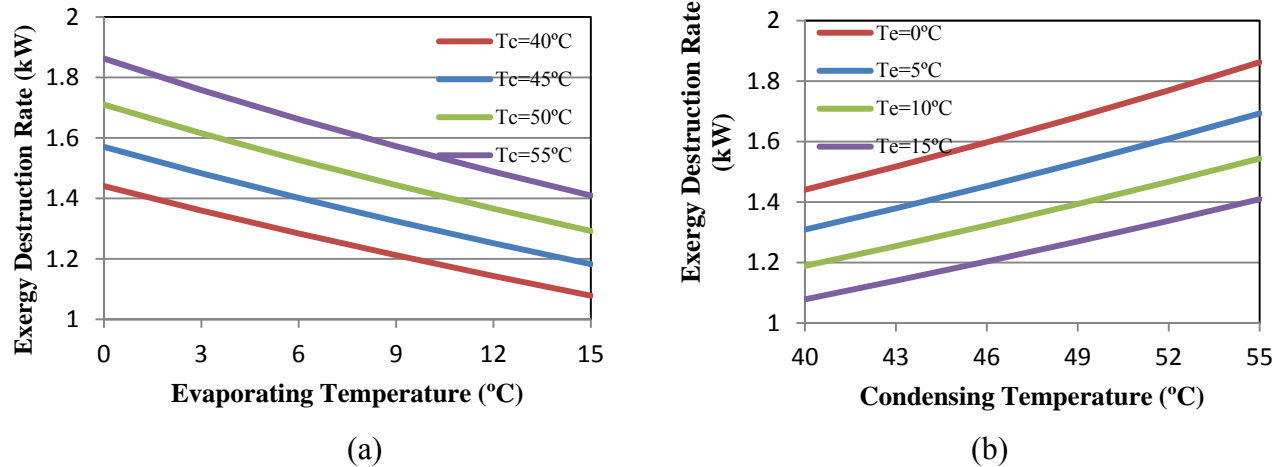 Exergy Destruction Rate (kW)
2
1.8
1.6
1.4
1.2
1
0 3 6 9 12 15
Evaporating Temperature (ºC)
Tc=40ºC
Tc=45ºC
Tc=50ºC
Tc=55ºC
(a)
Exergy Destruction Rate
(kW)
2
1.8
1.6
1.4
1.2
1
40 43 46 49 52 55
Condensing Temperature (ºC)
Te=0ºC
Te=5ºC
Te=10ºC
Te=15ºC
(b)